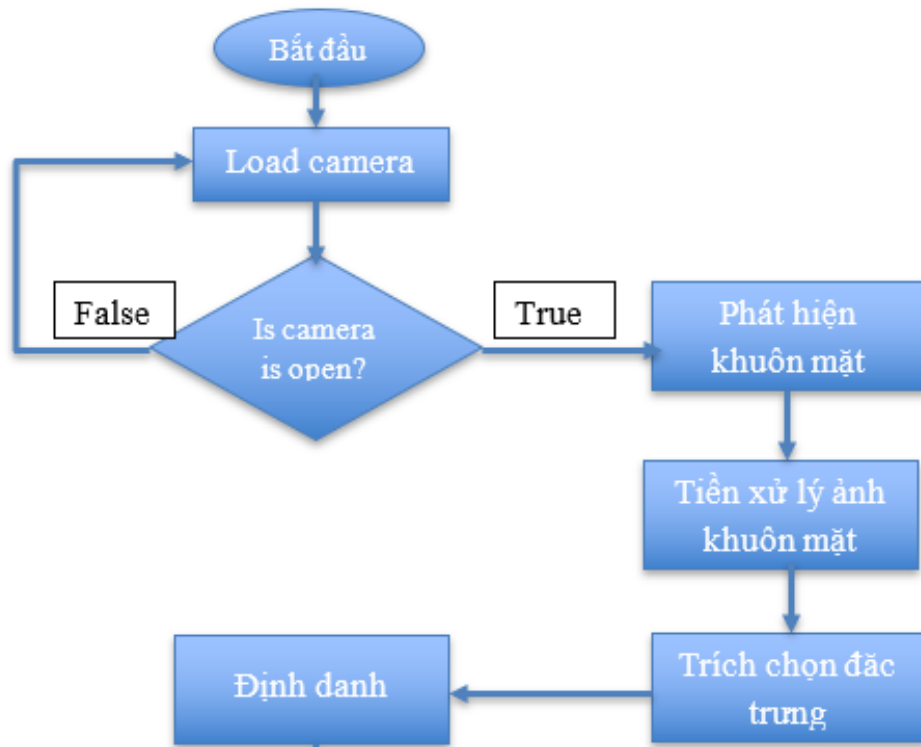 Bắt đầu
Load camera
False
Is camera
is open?
True
Phát hiện
khuôn mặt
Tiền xử lý ảnh
khuôn mặt
Trích chọn đăc
trưng
Định danh